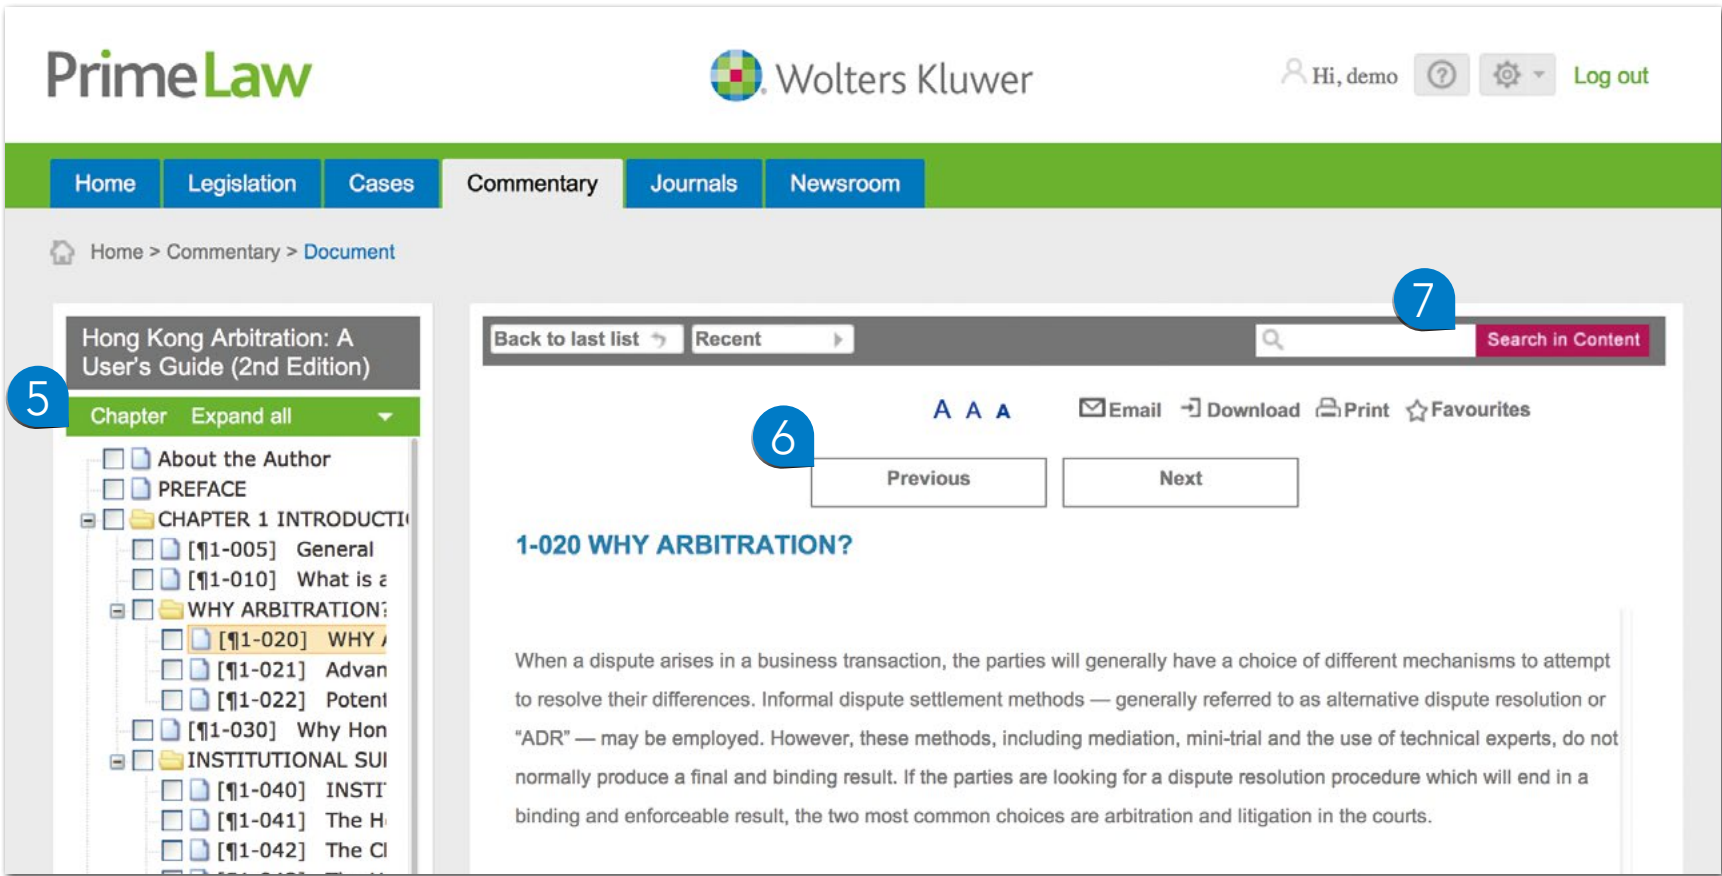 PrimeLaw
Wolters Kluwer
Hi, demo
?
Log out
Home
Legislation
Cases
Commentary
Journals
Newsroom
Home > Commentary > Document
7
Hong Kong Arbitration: A
User's Guide (2nd Edition)
Back to last list
Recent
Search in Content
5
Chapter
Expand all
A A A
Email
Download
Print
Favourites
6
Previous
Next
About the Author
PREFACE
CHAPTER 1 INTRODUCTI
[¶1-005] General
[¶1-010] What is a
WHY ARBITRATION?
[¶1-020] WHY A
[¶1-021] Advan
[¶1-022] Potent
[¶1-030] Why Hon
INSTITUTIONAL SUI
[¶1-040] INSTI
[¶1-041] The H
[¶1-042] The Cl
1-020 WHY ARBITRATION?
When a dispute arises in a business transaction, the parties will generally have a choice of different mechanisms to attempt
to resolve their differences. Informal dispute settlement methods — generally referred to as alternative dispute resolution or
“ADR” — may be employed. However, these methods, including mediation, mini-trial and the use of technical experts, do not
normally produce a final and binding result. If the parties are looking for a dispute resolution procedure which will end in a
binding and enforceable result, the two most common choices are arbitration and litigation in the courts.